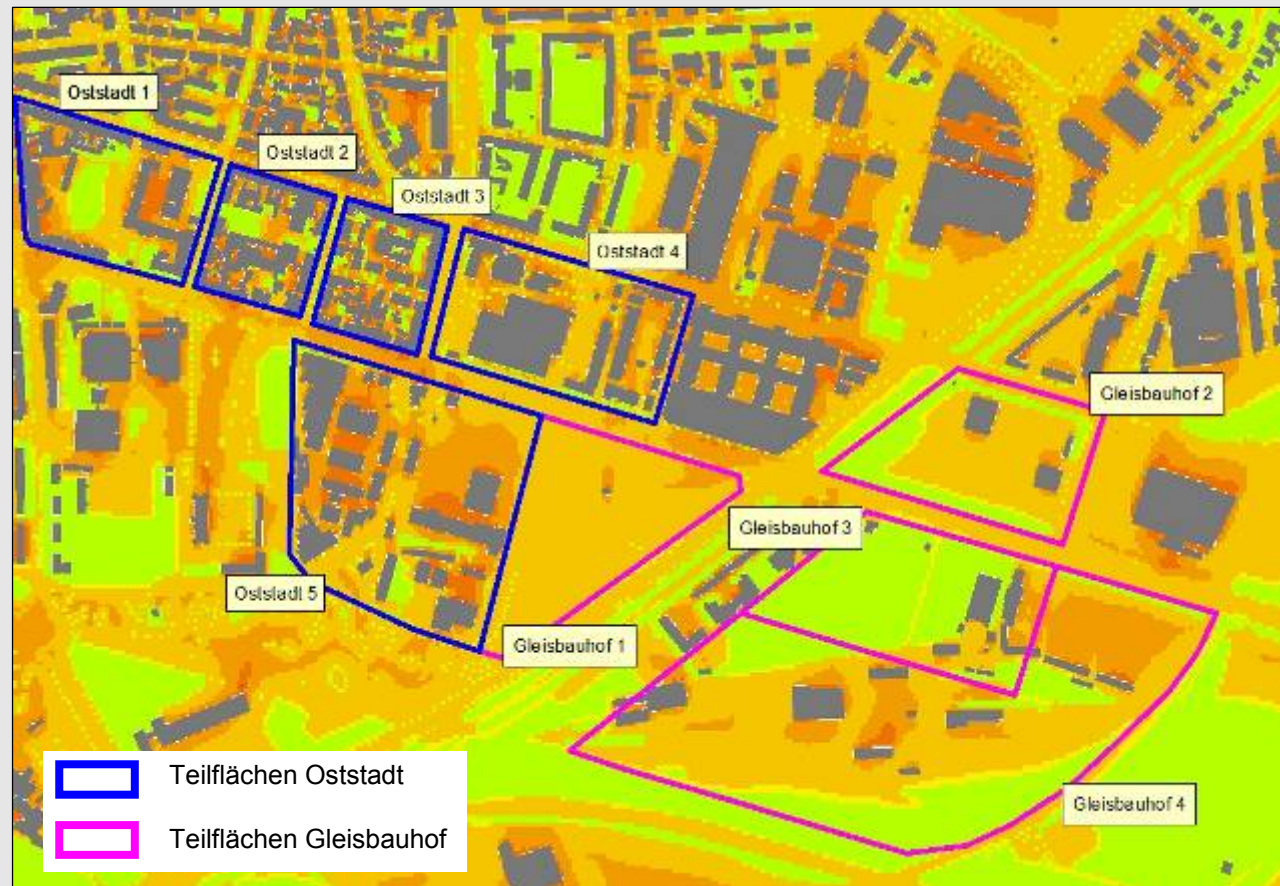 Oststadt 1
Oststadt 2
Oststadt 3
Oststadt 4
Gleisbauhof 2
Gleisbauhof 3
Oststadt 5
Gleisbauhof 1
Gleisbauhof 4
Teilflächen Oststadt
Teilflächen Gleisbauhof